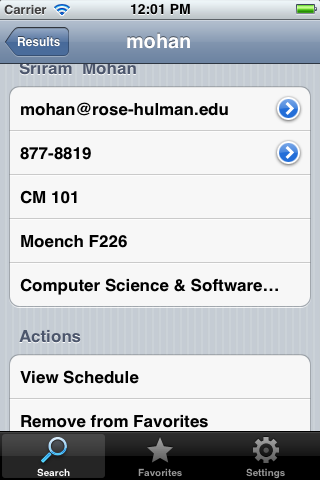 Carrier 12:01 PM
Results mohan
Sriram Mohan
mohan@rose-hulman.edu
877-8819
CM 101
Moench F226
Computer Science & Software...
Actions
View Schedule
Remove from Favorites
Search Favorites Settings